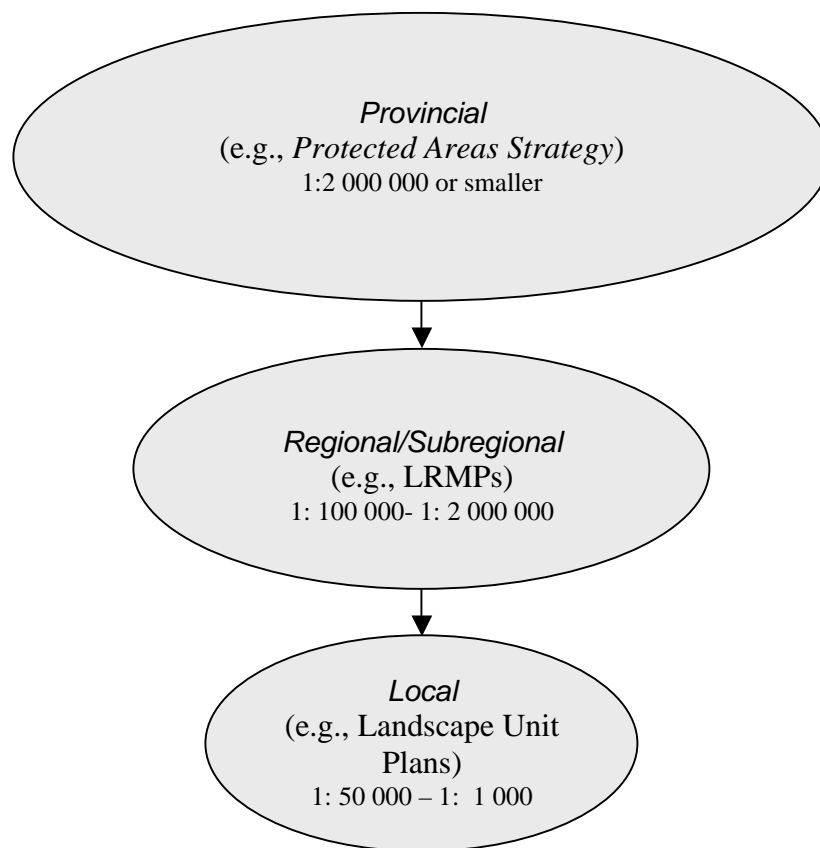 Provincial
(e.g., Protected Areas Strategy)
1:2 000 000 or smaller
Regional/Subregional
(e.g., LRMPs)
1: 100 000- 1: 2 000 000
Local
(e.g., Landscape Unit
Plans)
1: 50 000 – 1:  1 000